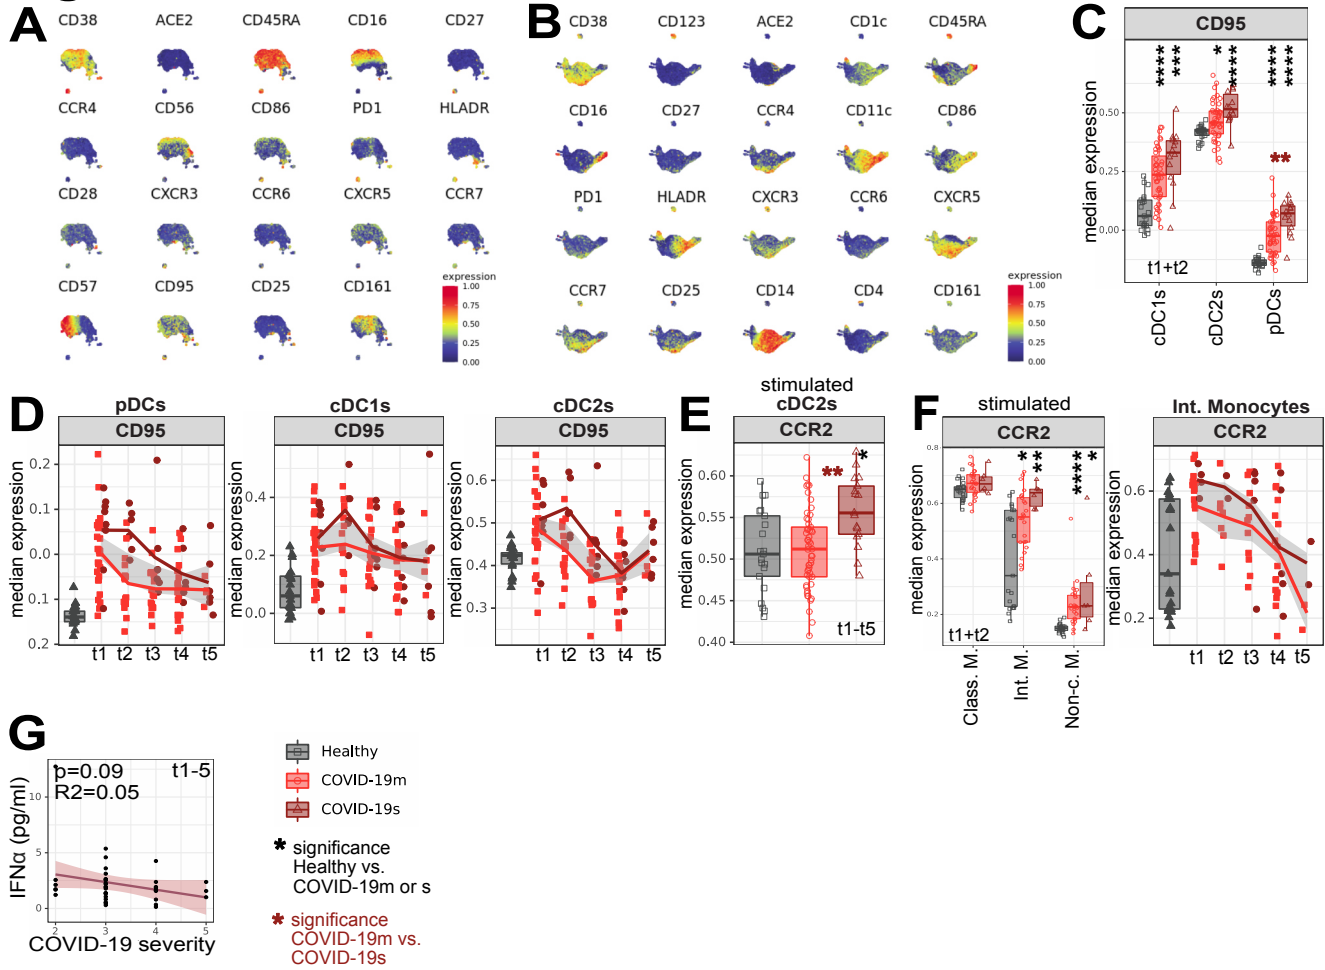 A
CD38 ACE2 CD45RA CD16 CD27
CCR4 CD56 CD86 PD1 HLADR
CD28 CXCR3 CCR6 CXCR5 CCR7
CD57 CD95 CD25 CD161
expression
1.00
0.75
0.50
0.25
0.00
B
CD38 CD123 ACE2 CD1c CD45RA
CD16 CD27 CCR4 CD11c CD86
PD1 HLADR CXCR3 CCR6 CXCR5
CCR7 CD25 CD14 CD4 CD161
expression
1.00
0.75
0.50
0.25
0.00
C
CD95
median expression
0.50
0.25
0.00
**** *** * **** **** ****
**
t1+t2
cDC1s cDC2s pDCs
D
pDCs
CD95
median expression
0.2
0.1
0.0
0.1
0.2
t1 t2 t3 t4 t5
cDC1s
CD95
median expression
0.4
0.2
0.0
t1 t2 t3 t4 t5
cDC2s
CD95
median expression
0.6
0.5
0.4
0.3
t1 t2 t3 t4 t5
E
stimulated
cDC2s
CCR2
median expression
0.60
0.55
0.50
0.45
0.40
** *
t1-t5
F
stimulated
CCR2
median expression
0.8
0.6
0.4
0.2
* ** **** *
t1+t2
Class. M. Int. M. Non-c. M.
Int. Monocytes
CCR2
median expression
0.6
0.4
0.2
t1 t2 t3 t4 t5
G
p=0.09 t1-5
R2=0.05
IFNα (pg/ml)
10
5
0
2 3 4 5
COVID-19 severity
Healthy
COVID-19m
COVID-19s
* significance
Healthy vs.
COVID-19m or s
* significance
COVID-19m vs.
COVID-19s